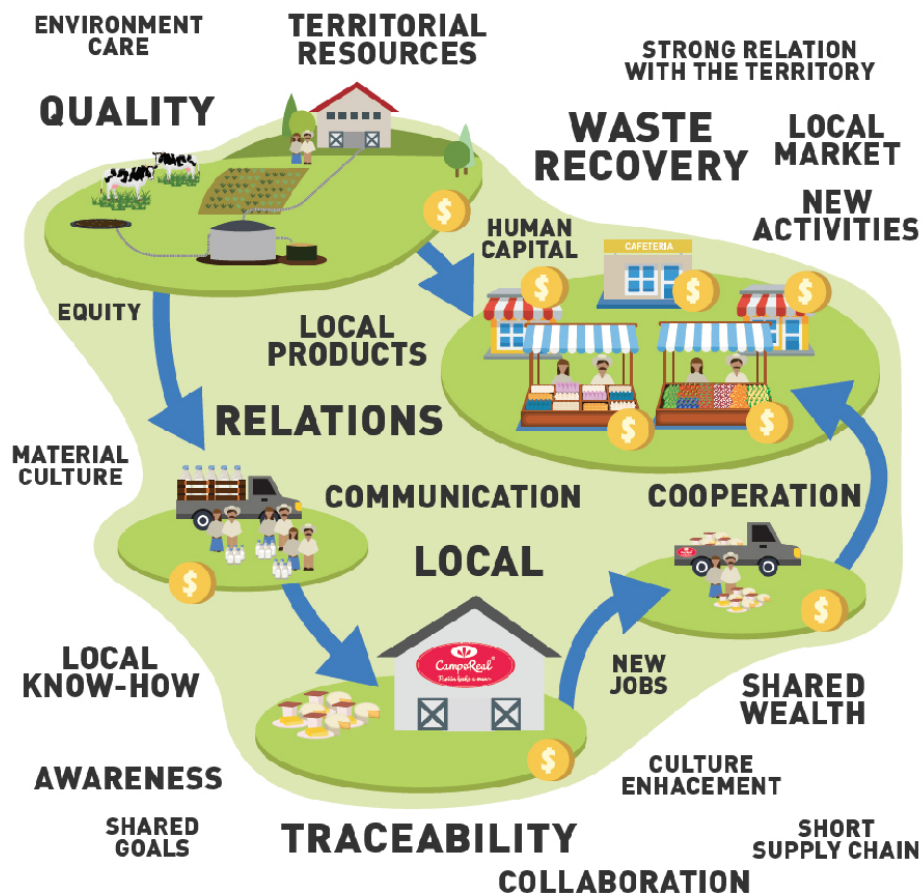 ENVIRONMENT
CARE
TERRITORIAL
RESOURCES
STRONG RELATION
WITH THE TERRITORY
QUALITY
WASTE
RECOVERY
LOCAL
MARKET
NEW
ACTIVITIES
HUMAN
CAPITAL
CAFETERIA
$
$
$
$
EQUITY
LOCAL
PRODUCTS
$
$
RELATIONS
MATERIAL
CULTURE
COMMUNICATION
COOPERATION
LOCAL
$
$
LOCAL
KNOW-HOW
CampoReal
NEW
JOBS
SHARED
WEALTH
$
AWARENESS
CULTURE
ENHACEMENT
SHARED
GOALS
TRACEABILITY
SHORT
SUPPLY CHAIN
COLLABORATION